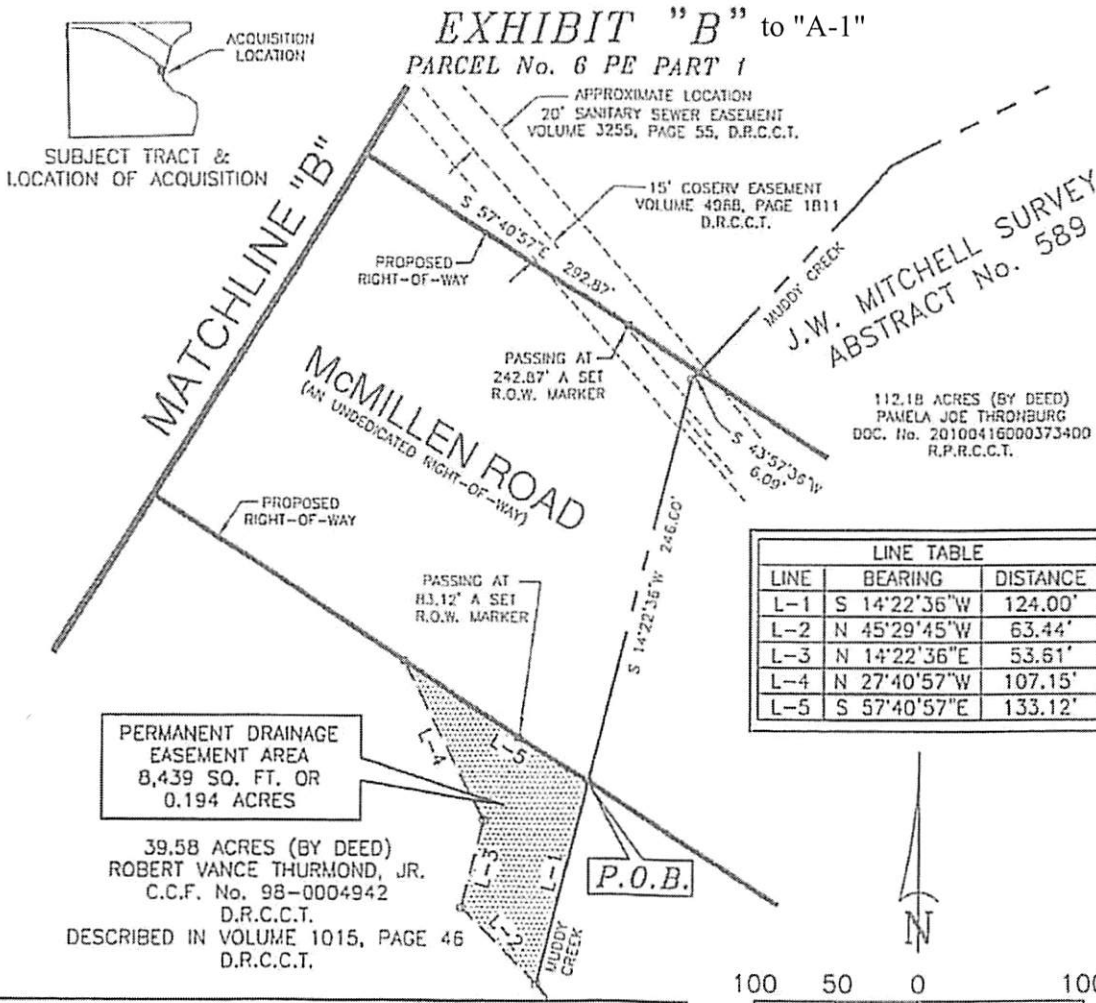 EXHIBIT "B" to "A-1"
PARCEL No. 6 PE PART 1
ACQUISITION
LOCATION
SUBJECT TRACT &
LOCATION OF ACQUISITION
APPROXIMATE LOCATION
20' SANITARY SEWER EASEMENT
VOLUME 3255, PAGE 55, D.R.C.C.T.
15' COSERV EASEMENT
VOLUME 4968, PAGE 1811
D.R.C.C.T.
MATCHLINE "B"
S 57°40'57"E 292.87'
PROPOSED
RIGHT-OF-WAY
MUDDY CREEK
J.W. MITCHELL SURVEY
ABSTRACT No. 589
PASSING AT
242.87' A SET
R.O.W. MARKER
McMILLEN ROAD
(AN UNDEDICATED RIGHT-OF-WAY)
112.18 ACRES (BY DEED)
PAMELA JOE THRONBURG
DOC. No. 20100416000373400
R.P.R.C.C.T.
S 43°57'36"W
6.09'
PROPOSED
RIGHT-OF-WAY
S 14°22'36"W 246.00'
PASSING AT
83.12' A SET
R.O.W. MARKER
LINE TABLE
LINE BEARING DISTANCE
L-1 S 14°22'36"W 124.00'
L-2 N 45°29'45"W 63.44'
L-3 N 14°22'36"E 53.61'
L-4 N 27°40'57"W 107.15'
L-5 S 57°40'57"E 133.12'
PERMANENT DRAINAGE
EASEMENT AREA
8,439 SQ. FT. OR
0.194 ACRES
L-4
L-5
L-3
L-1
L-2
P.O.B.
MUDDY
CREEK
39.58 ACRES (BY DEED)
ROBERT VANCE THURMOND, JR.
C.C.F. No. 98-0004942
D.R.C.C.T.
DESCRIBED IN VOLUME 1015, PAGE 46
D.R.C.C.T.
N
100 50 0 100